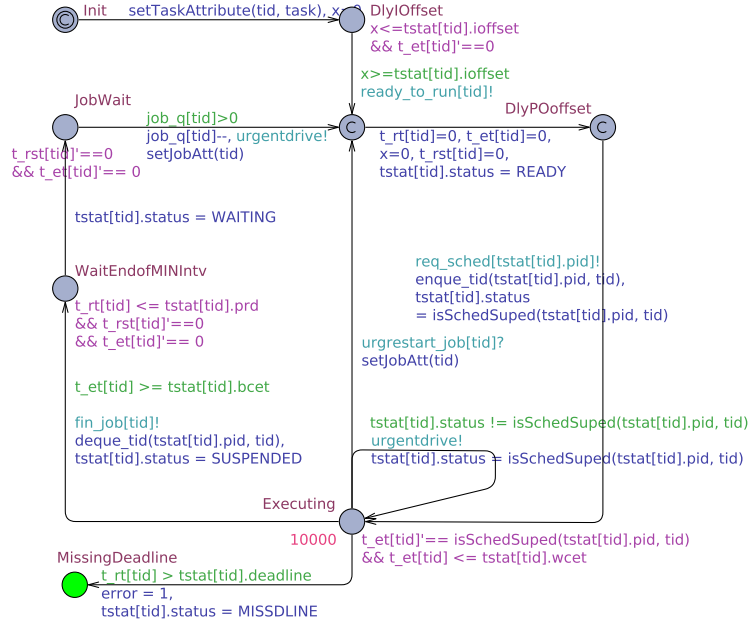 Init
setTaskAttribute(tid, task), x=0
DlyIOffset
x<=tstat[tid].ioffset
&& t_et[tid]'==0
x>=tstat[tid].ioffset
ready_to_run[tid]!
JobWait
DlyPOoffset
job_q[tid]>0
job_q[tid]--, urgentdrive!
setJobAtt(tid)
t_rst[tid]'==0
&& t_et[tid]'== 0
t_rt[tid]=0, t_et[tid]=0,
x=0, t_rst[tid]=0,
tstat[tid].status = READY
tstat[tid].status = WAITING
WaitEndofMINIntv
t_rt[tid] <= tstat[tid].prd
&& t_rst[tid]'==0
&& t_et[tid]'== 0
req_sched[tstat[tid].pid]!
enque_tid(tstat[tid].pid, tid),
tstat[tid].status
= isSchedSuped(tstat[tid].pid, tid)
urgrestart_job[tid]?
setJobAtt(tid)
t_et[tid] >= tstat[tid].bcet
fin_job[tid]!
deque_tid(tstat[tid].pid, tid),
tstat[tid].status = SUSPENDED
tstat[tid].status != isSchedSuped(tstat[tid].pid, tid)
urgentdrive!
tstat[tid].status = isSchedSuped(tstat[tid].pid, tid)
Executing
10000
t_et[tid]'== isSchedSuped(tstat[tid].pid, tid)
&& t_et[tid] <= tstat[tid].wcet
MissingDeadline
t_rt[tid] > tstat[tid].deadline
error = 1,
tstat[tid].status = MISSDLINE